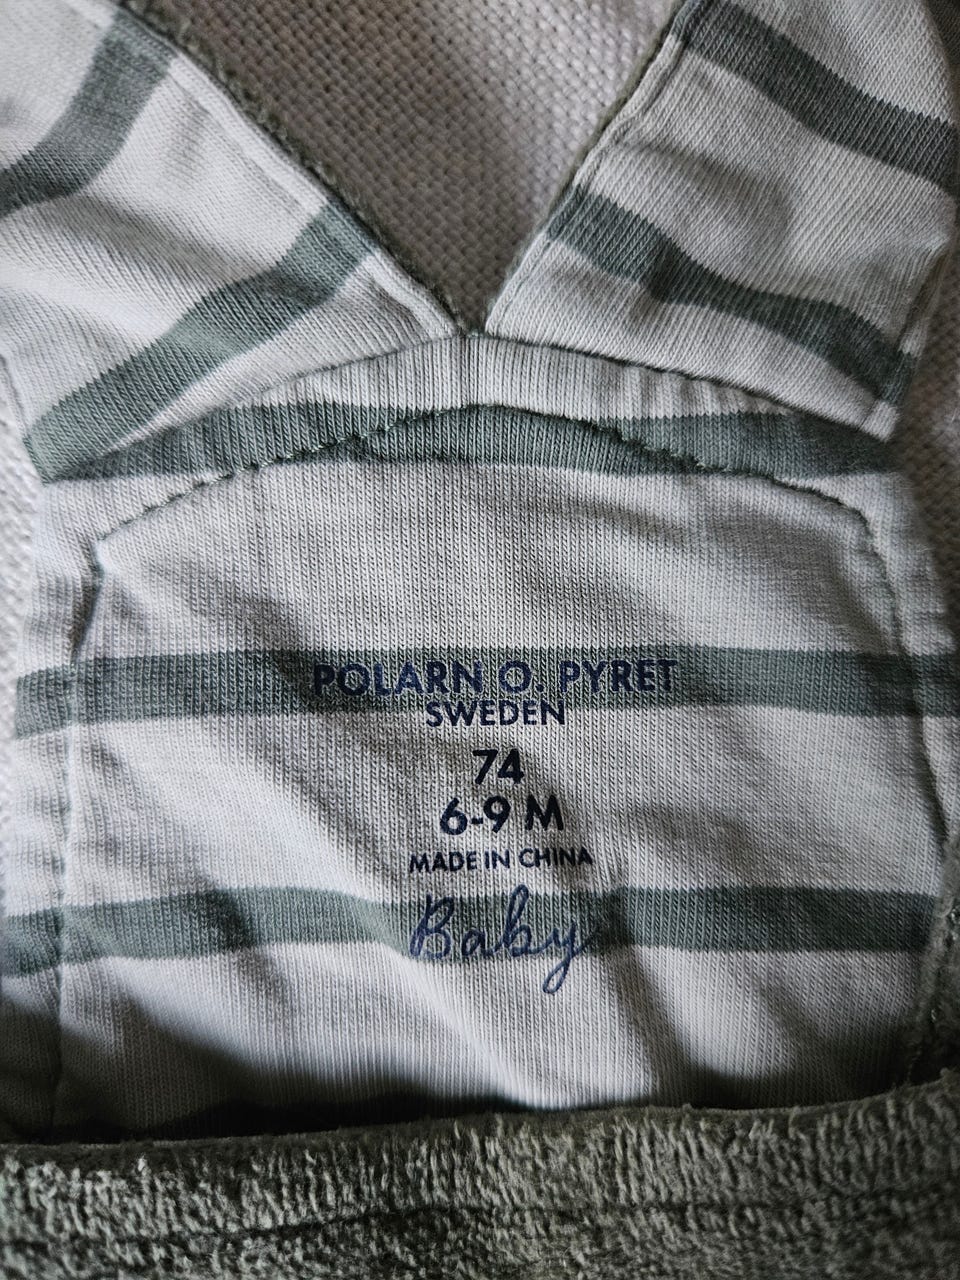 POLARN O. PYRET
SWEDEN
74
6-9 M
MADE IN CHINA
Baby